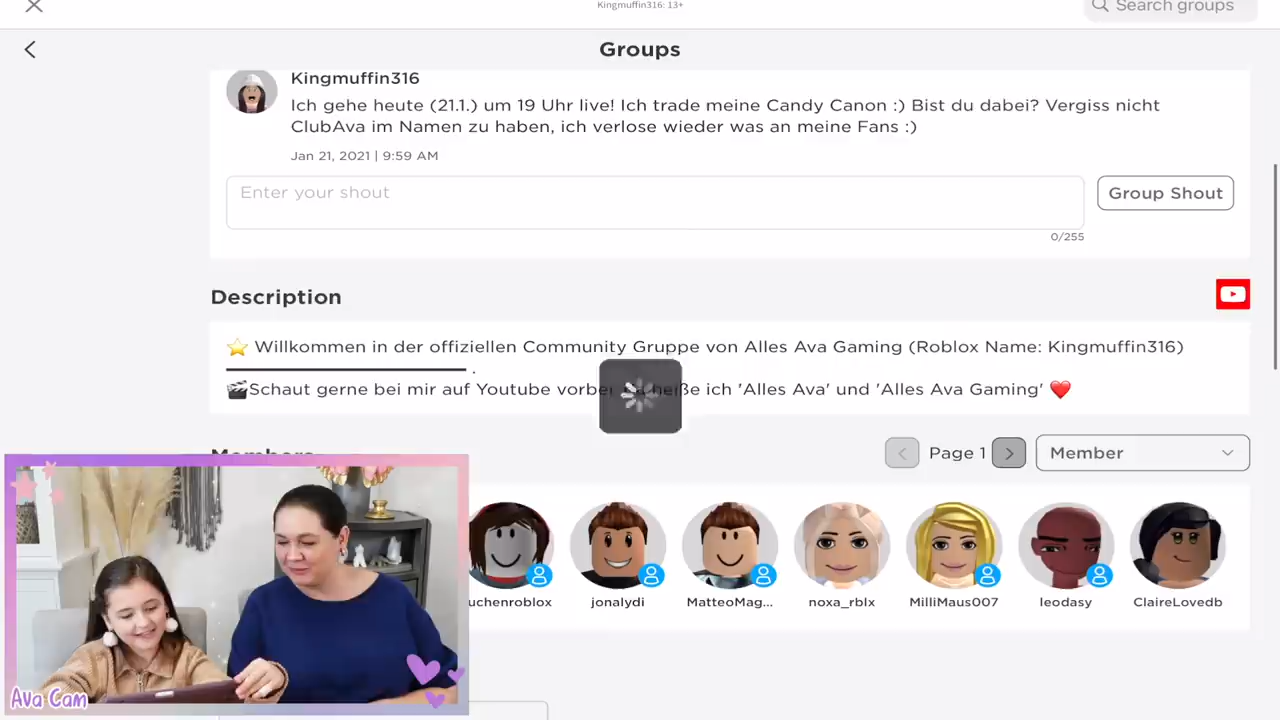 Kingmuffin316: 13+
Search groups
Groups
Kingmuffin316
Ich gehe heute (21.1.) um 19 Uhr live! Ich trade meine Candy Canon :) Bist du dabei? Vergiss nicht
ClubAva im Namen zu haben, ich verlose wieder was an meine Fans :)
Jan 21, 2021 | 9:59 AM
Enter your shout
Group Shout
0/255
Description
⭐ Willkommen in der offiziellen Community Gruppe von Alles Ava Gaming (Roblox Name: Kingmuffin316)
🎬Schaut gerne bei mir auf Youtube ich 'Alles Ava' und 'Alles Ava Gaming' ❤️
Members
Page 1
Member
uchenroblox
jonalydi
MatteoMag...
noxa_rblx
MilliMaus007
leodasy
ClaireLovedb
Ava Cam